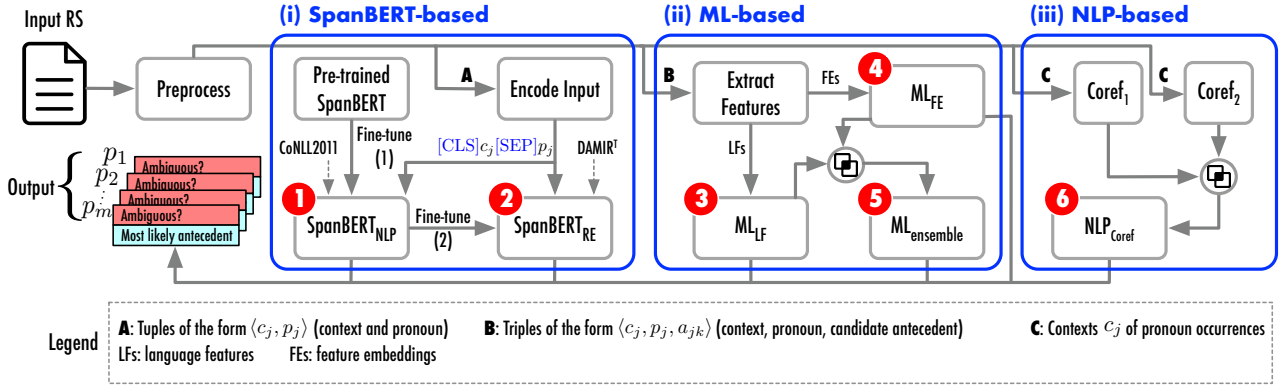 Input RS
(i) SpanBERT-based
(ii) ML-based
(iii) NLP-based
Preprocess
Pre-trained
SpanBERT
A
Encode Input
B
Extract
Features
FEs
4
ML_FE
C
Coref_1
C
Coref_2
CoNLL2011
Fine-tune
(1)
[CLS]c_j[SEP]p_j
DAMIR^T
LFs
Output
p_1
p_2
⋮
p_m
Ambiguous?
Ambiguous?
Ambiguous?
Ambiguous?
Most likely antecedent
1
SpanBERT_NLP
Fine-tune
(2)
2
SpanBERT_RE
3
ML_LF
5
ML_ensemble
6
NLP_Coref
Legend
A: Tuples of the form ⟨c_j, p_j⟩ (context and pronoun)
B: Triples of the form ⟨c_j, p_j, a_jk⟩ (context, pronoun, candidate antecedent)
C: Contexts c_j of pronoun occurrences
LFs: language features
FEs: feature embeddings